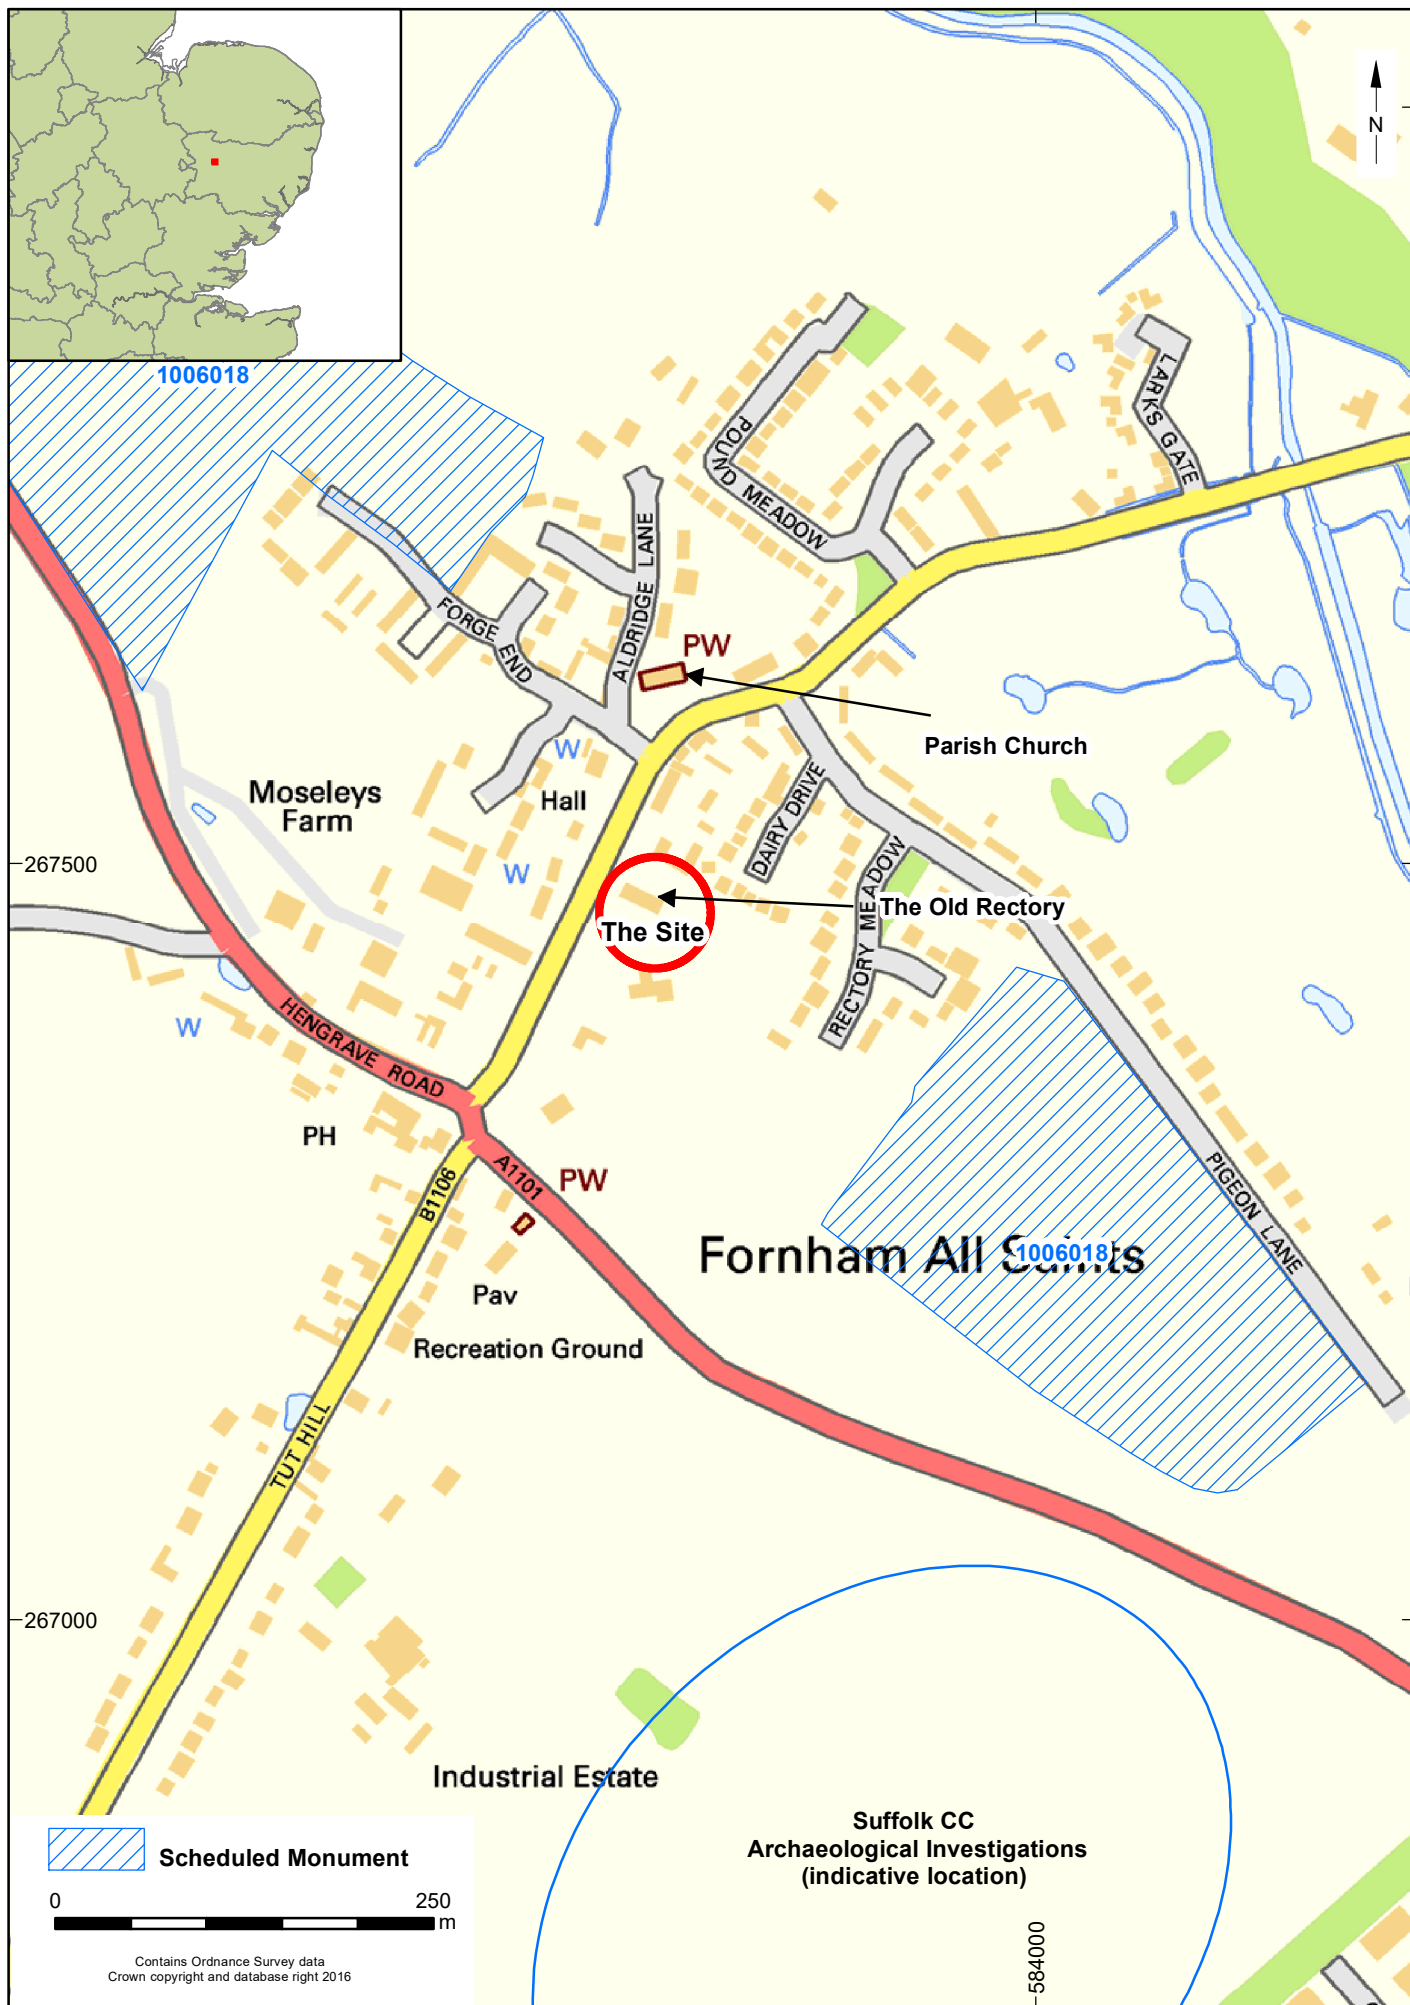 N
1006018
POUND MEADOW
LARKS GATE
ALDRIDGE LANE
FORGE END
PW
Parish Church
W
Hall
Moseleys
Farm
DAIRY DRIVE
267500
W
RECTORY MEADOW
The Old Rectory
The Site
W
HENGRAVE ROAD
PH
B1106
A1101
PW
PIGEON LANE
Fornham All Saints
1006018
Pav
Recreation Ground
TUT HILL
267000
Industrial Estate
Suffolk CC
Archaeological Investigations
(indicative location)
Scheduled Monument
0 250
m
584000
Contains Ordnance Survey data
Crown copyright and database right 2016